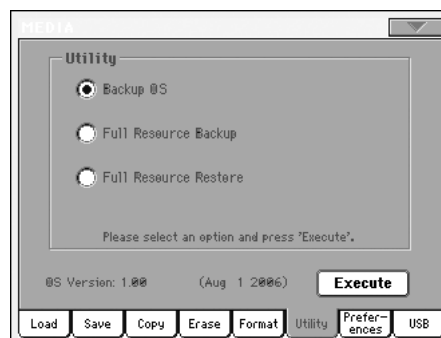 MEDIA
Utility
Backup OS
Full Resource Backup
Full Resource Restore
Please select an option and press 'Execute'.
OS Version: 1.00 (Aug 1 2006) Execute
Load Save Copy Erase Format Utility Prefer-
ences USB